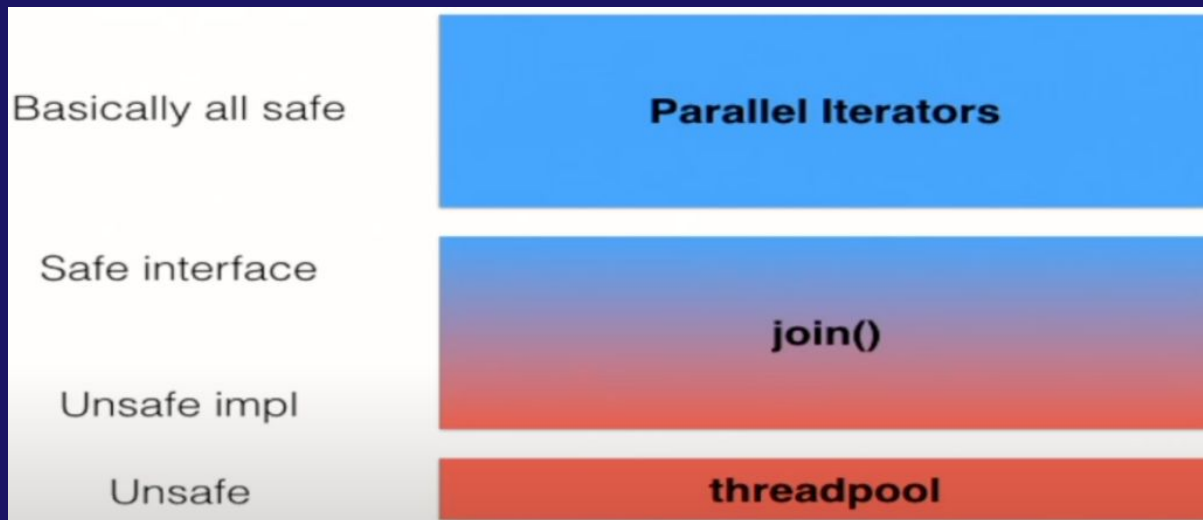 Basically all safe
Parallel Iterators
Safe interface
join()
Unsafe impl
Unsafe
threadpool